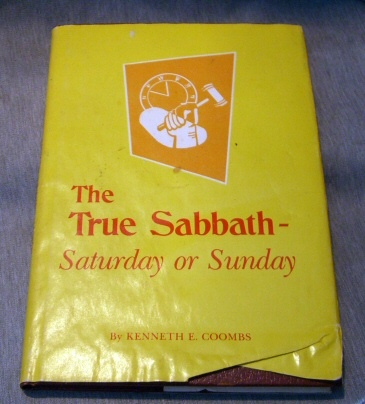 The
True Sabbath-
Saturday or Sunday
By KENNETH E. COOMBS